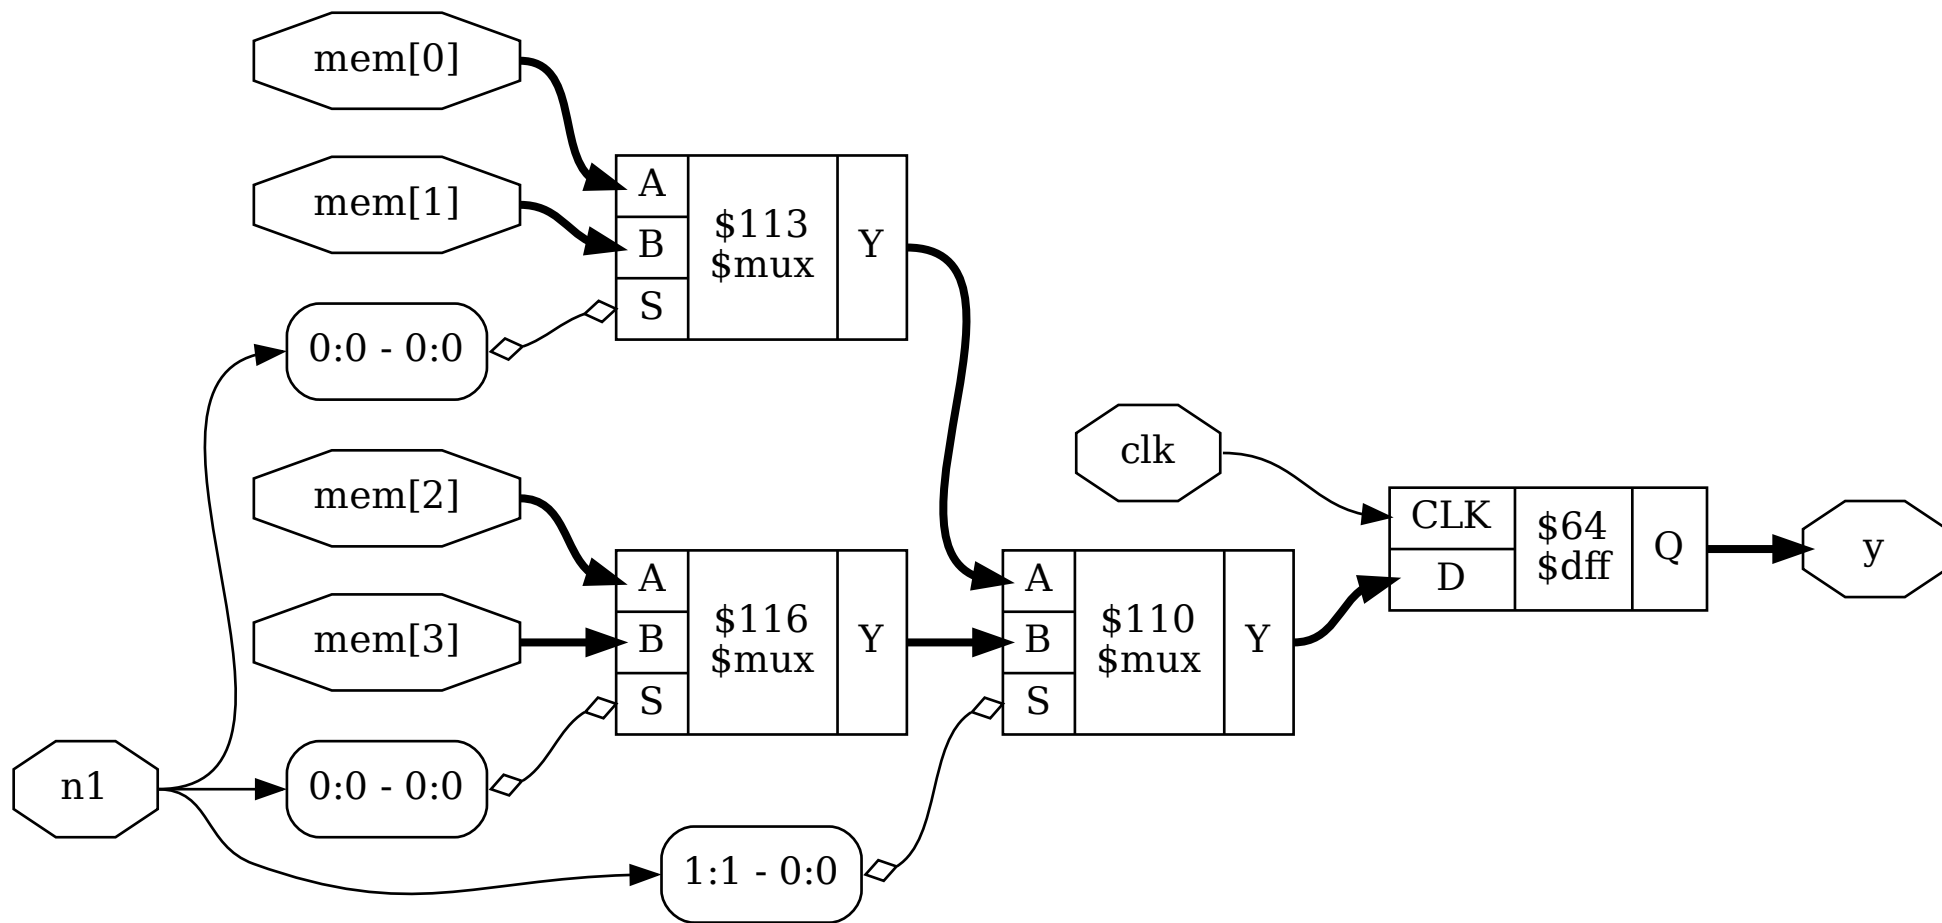 mem[0]
mem[1]
A
B
S
$113
$mux
Y
0:0 - 0:0
mem[2]
mem[3]
A
B
S
$116
$mux
Y
n1
0:0 - 0:0
1:1 - 0:0
A
B
S
$110
$mux
Y
clk
CLK
D
$64
$dff
Q
y